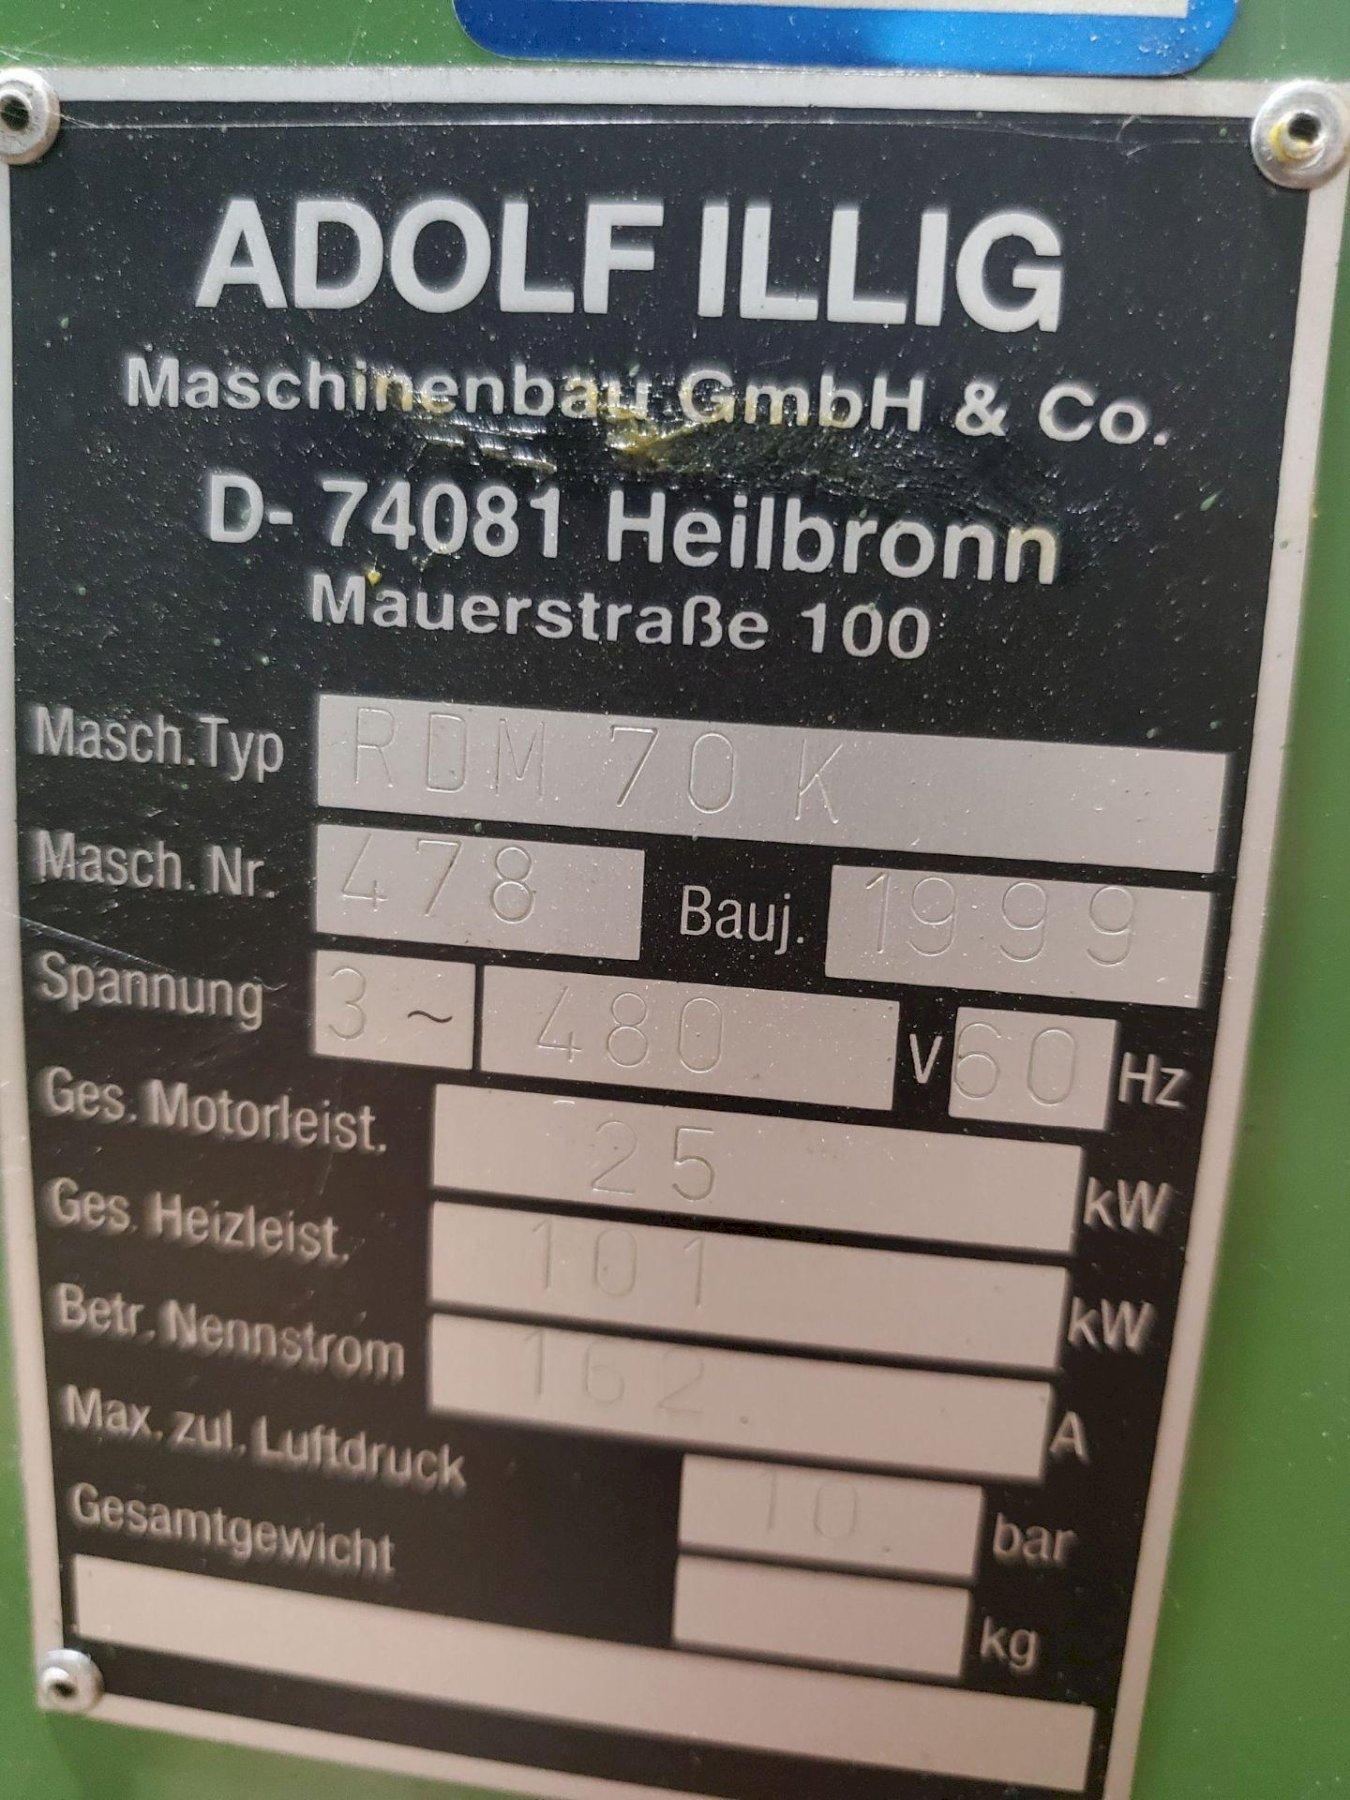 ADOLF ILLIG
Maschinenbau GmbH & Co.
D- 74081 Heilbronn
Mauerstraße 100
Masch.Typ RDM 70 K
Masch. Nr. 478 Bauj. 1999
Spannung 3 ~ 480 V 60 Hz
Ges. Motorleist. 25 kW
Ges. Heizleist. 101 kW
Betr. Nennstrom 162 A
Max. zul. Luftdruck 10 bar
Gesamtgewicht kg